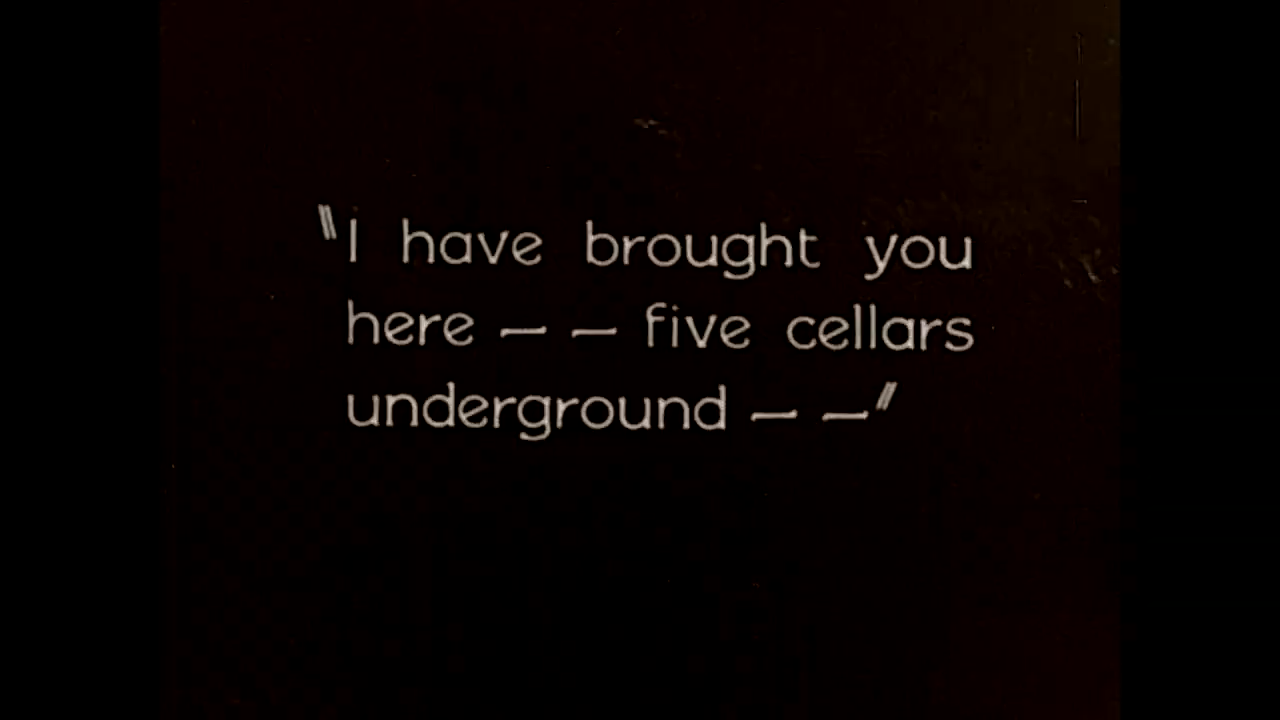 "I have brought you
here — — five cellars
underground — —"